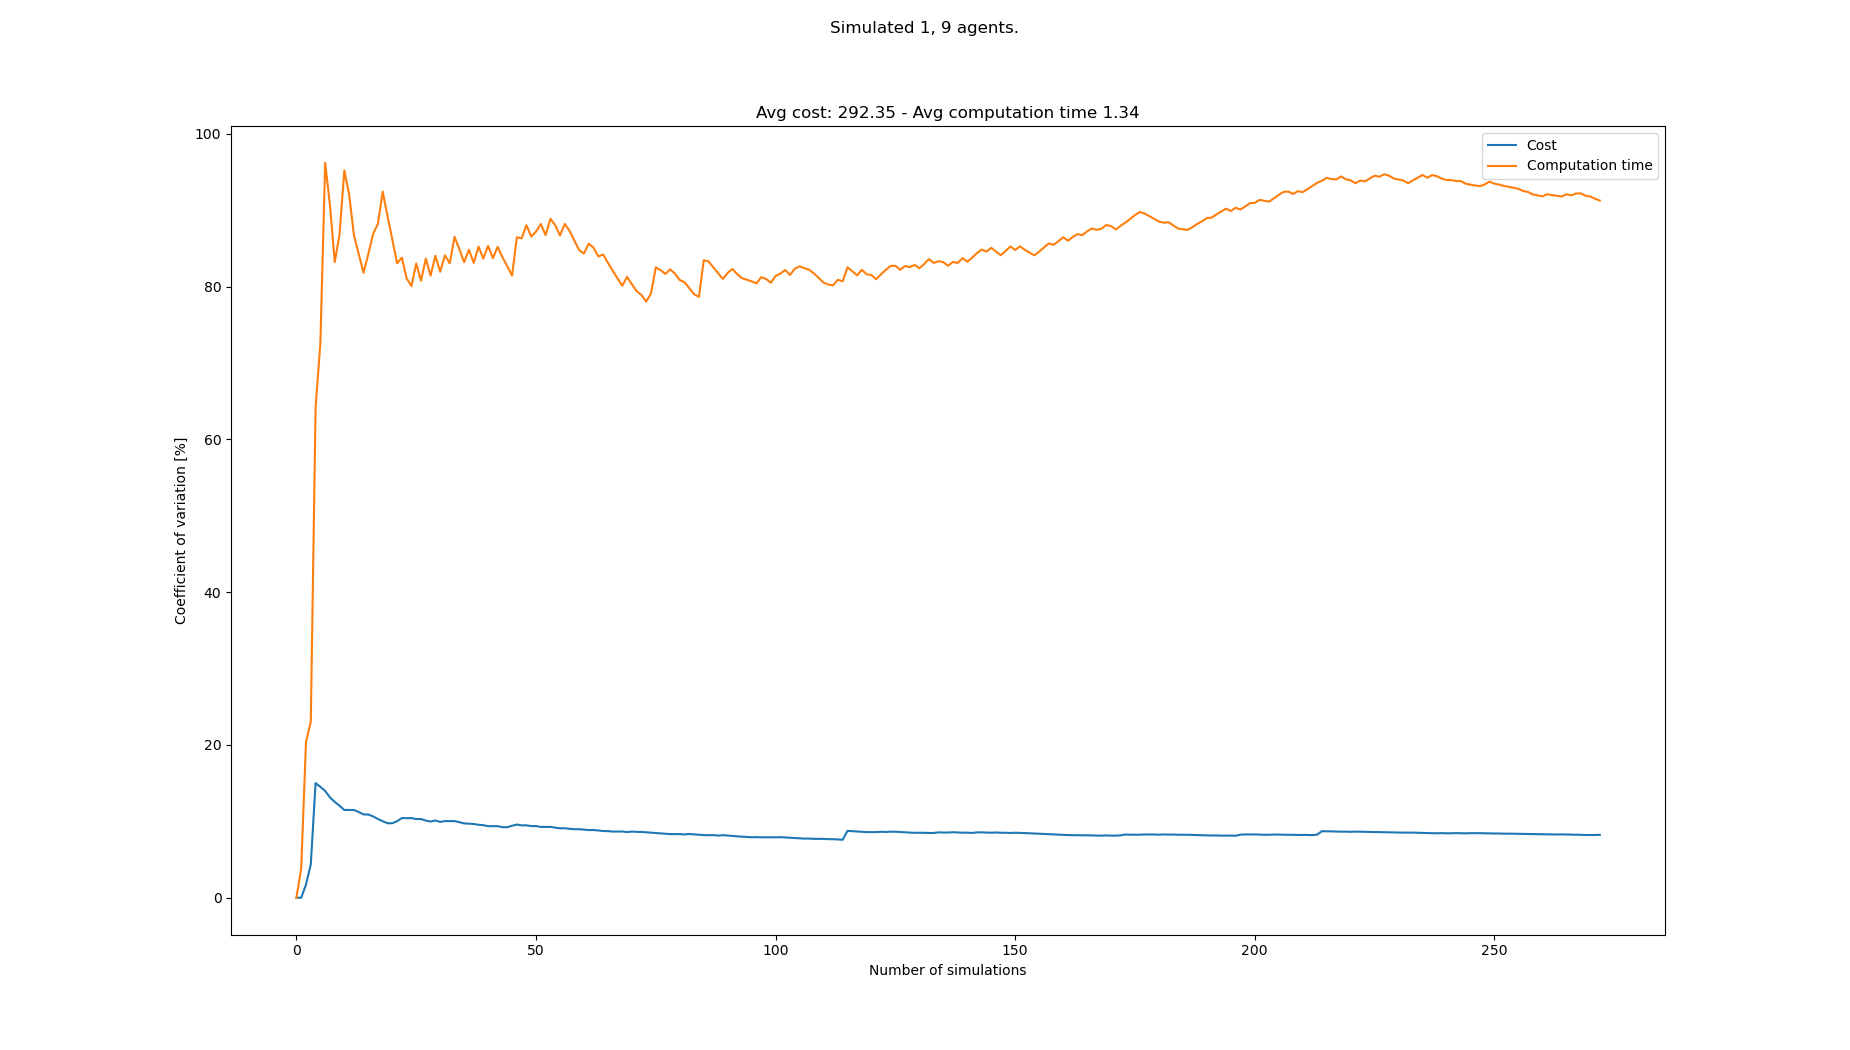 Simulated 1, 9 agents.
Avg cost: 292.35 - Avg computation time 1.34
Cost
Computation time
100
80
60
40
20
0
Coefficient of variation [%]
0 50 100 150 200 250
Number of simulations